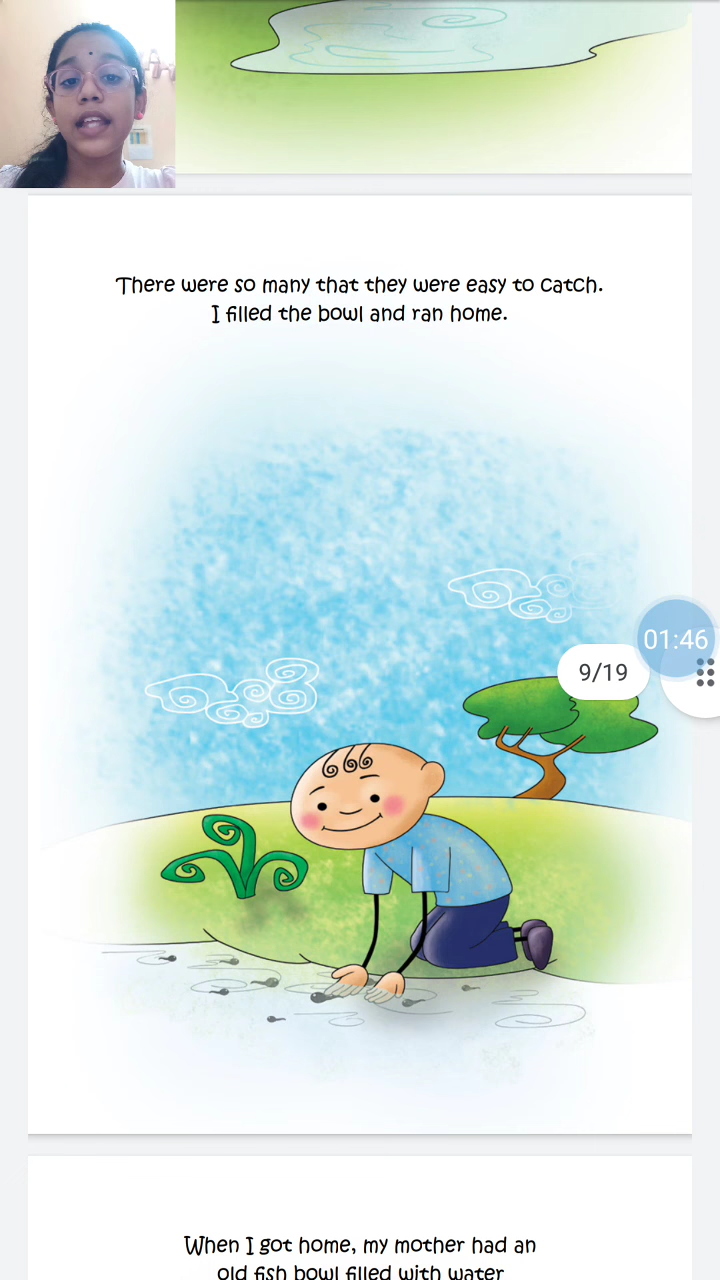 There were so many that they were easy to catch.
I filled the bowl and ran home.
01:46
9/19
When I got home, my mother had an
old fish bowl filled with water